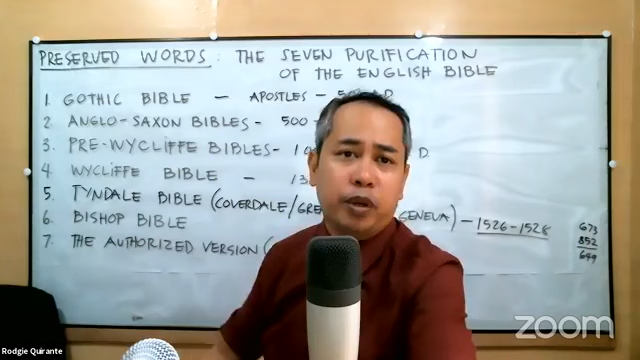 PRESERVED WORDS : THE SEVEN PURIFICATION
OF THE ENGLISH BIBLE
1. GOTHIC BIBLE - APOSTLES - 500 A.D
2. ANGLO-SAXON BIBLES - 500
3. PRE-WYCLIFFE BIBLES - D.
4. WYCLIFFE BIBLE -
5. TYNDALE BIBLE (COVERDALE/ GENEVA) - 1526-1528
6. BISHOP BIBLE
7. THE AUTHORIZED VERSION (
673
852
649
zoom
Rodgie Quirante